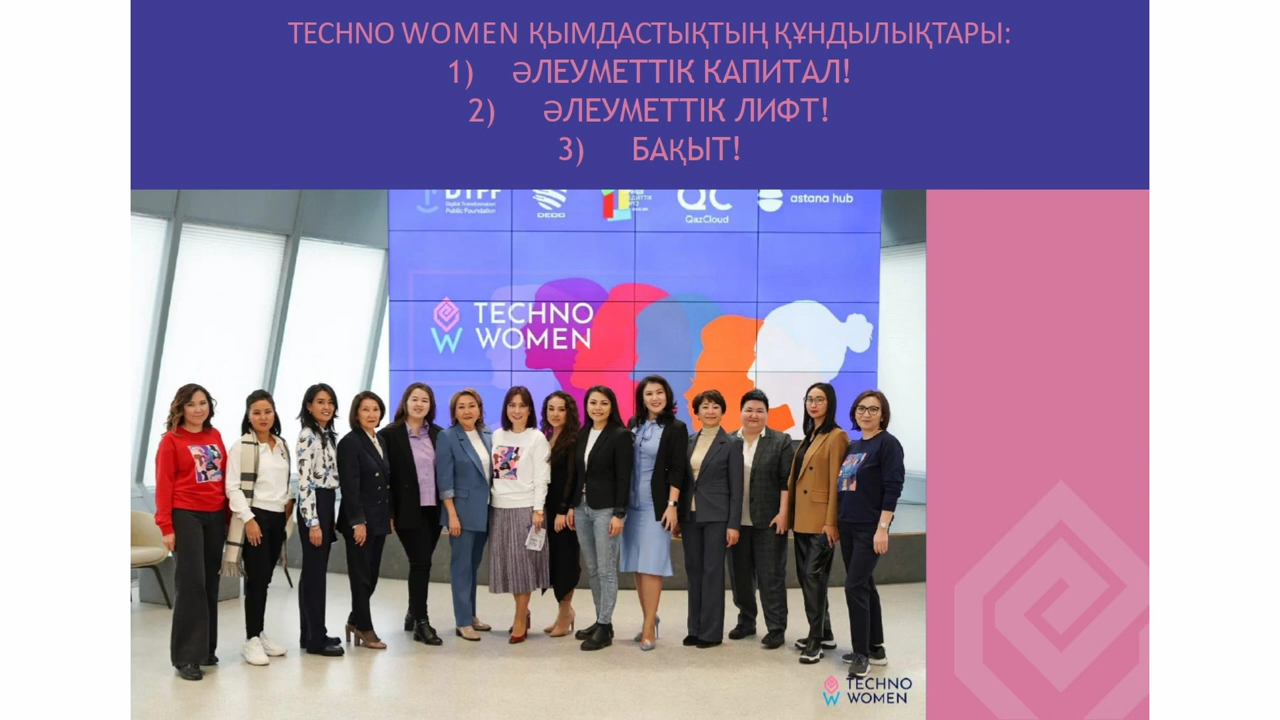 TECHNO WOMEN ҚЫМДАСТЫҚТЫҢ ҚҰНДЫЛЫҚТАРЫ:
1) ӘЛЕУМЕТТІК КАПИТАЛ!
2) ӘЛЕУМЕТТІК ЛИФТ!
3) БАҚЫТ!
DTPF
Digital Transformation
Public Foundation
QC
QazCloud
astana hub
TECHNO
WOMEN
TECHNO
WOMEN